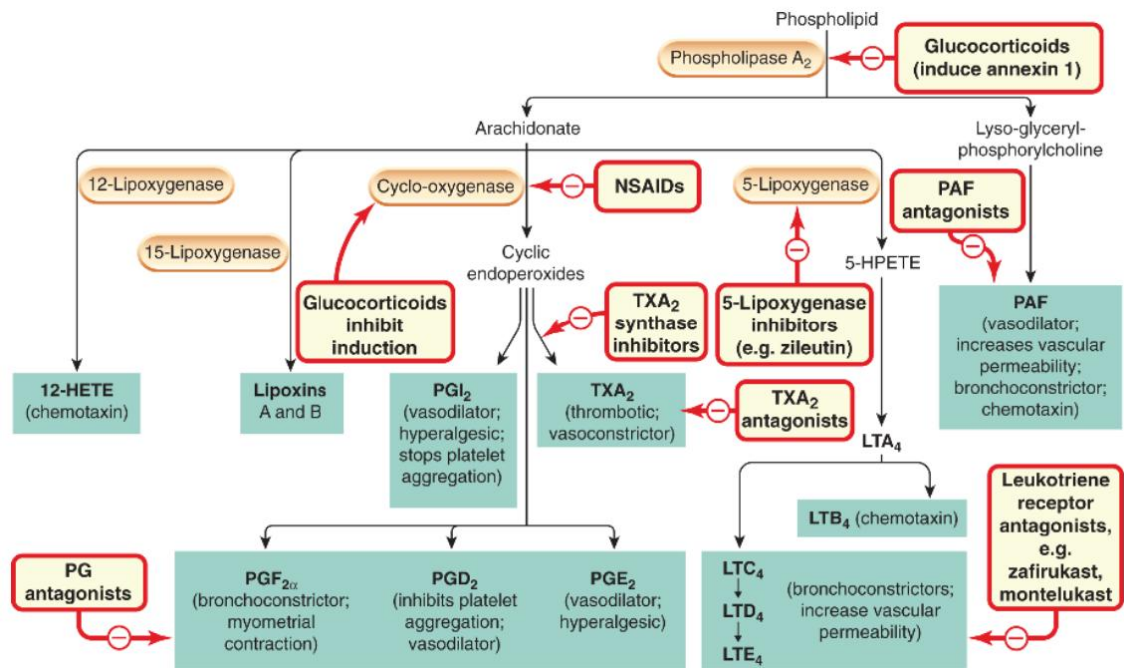 Phospholipid
Phospholipase A₂
Glucocorticoids
(induce annexin 1)
Arachidonate
Lyso-glyceryl-
phosphorylcholine
12-Lipoxygenase
Cyclo-oxygenase
NSAIDs
5-Lipoxygenase
PAF
antagonists
15-Lipoxygenase
Cyclic
endoperoxides
5-HPETE
Glucocorticoids
inhibit
induction
TXA₂
synthase
inhibitors
5-Lipoxygenase
inhibitors
(e.g. zileutin)
PAF
(vasodilator;
increases vascular
permeability;
bronchoconstrictor;
chemotaxin)
12-HETE
(chemotaxin)
Lipoxins
A and B
PGI₂
(vasodilator;
hyperalgesic;
stops platelet
aggregation)
TXA₂
(thrombotic;
vasoconstrictor)
TXA₂
antagonists
LTA₄
LTB₄ (chemotaxin)
Leukotriene
receptor
antagonists,
e.g.
zafirukast,
montelukast
PG
antagonists
PGF₂α
(bronchoconstrictor;
myometrial
contraction)
PGD₂
(inhibits platelet
aggregation;
vasodilator)
PGE₂
(vasodilator;
hyperalgesic)
LTC₄
LTD₄
LTE₄
(bronchoconstrictors;
increase vascular
permeability)